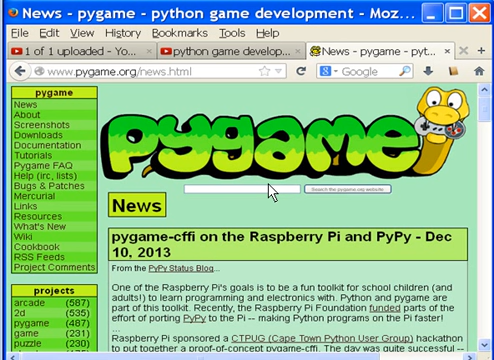 News - pygame - python game development - Moz...
File Edit View History Bookmarks Tools Help
1 of 1 uploaded - Yo...
python game develop...
News - pygame - pyt...
www.pygame.org/news.html
Google
pygame
News
About
Screenshots
Downloads
Documentation
Tutorials
Pygame FAQ
Help (irc, lists)
Bugs & Patches
Mercurial
Links
Resources
What's New
Wiki
Cookbook
RSS Feeds
Project Comments
projects
arcade (587)
2d (535)
pygame (487)
game (231)
puzzle (230)
pygame
Search the pygame.org website
News
pygame-cffi on the Raspberry Pi and PyPy - Dec
10, 2013
From the PyPy Status Blog...
One of the Raspberry Pi's goals is to be a fun toolkit for school children (and
adults!) to learn programming and electronics with. Python and pygame are
part of this toolkit. Recently, the Raspberry Pi Foundation funded parts of the
effort of porting PyPy to the Pi -- making Python programs on the Pi faster!
...
Raspberry Pi sponsored a CTPUG (Cape Town Python User Group) hackathon
to put together a proof-of-concept pygame-cffi. The day was quite successful --